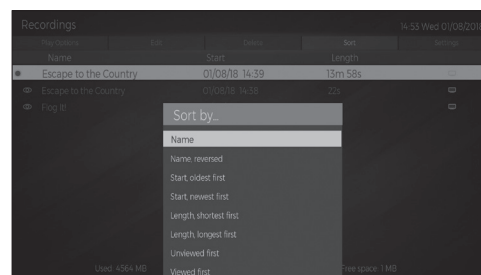 Recordings 14:53 Wed 01/08/2018
Play Options Edit Delete Sort Settings
Name Start Length
Escape to the Country 01/08/18 14:39 13m 58s
Escape to the Country 01/08/18 14:38 22s
Flog It!
Sort by...
Name
Name, reversed
Start, oldest first
Start, newest first
Length, shortest first
Length, longest first
Unviewed first
Viewed first
Used: 4564 MB Free space: 1 MB